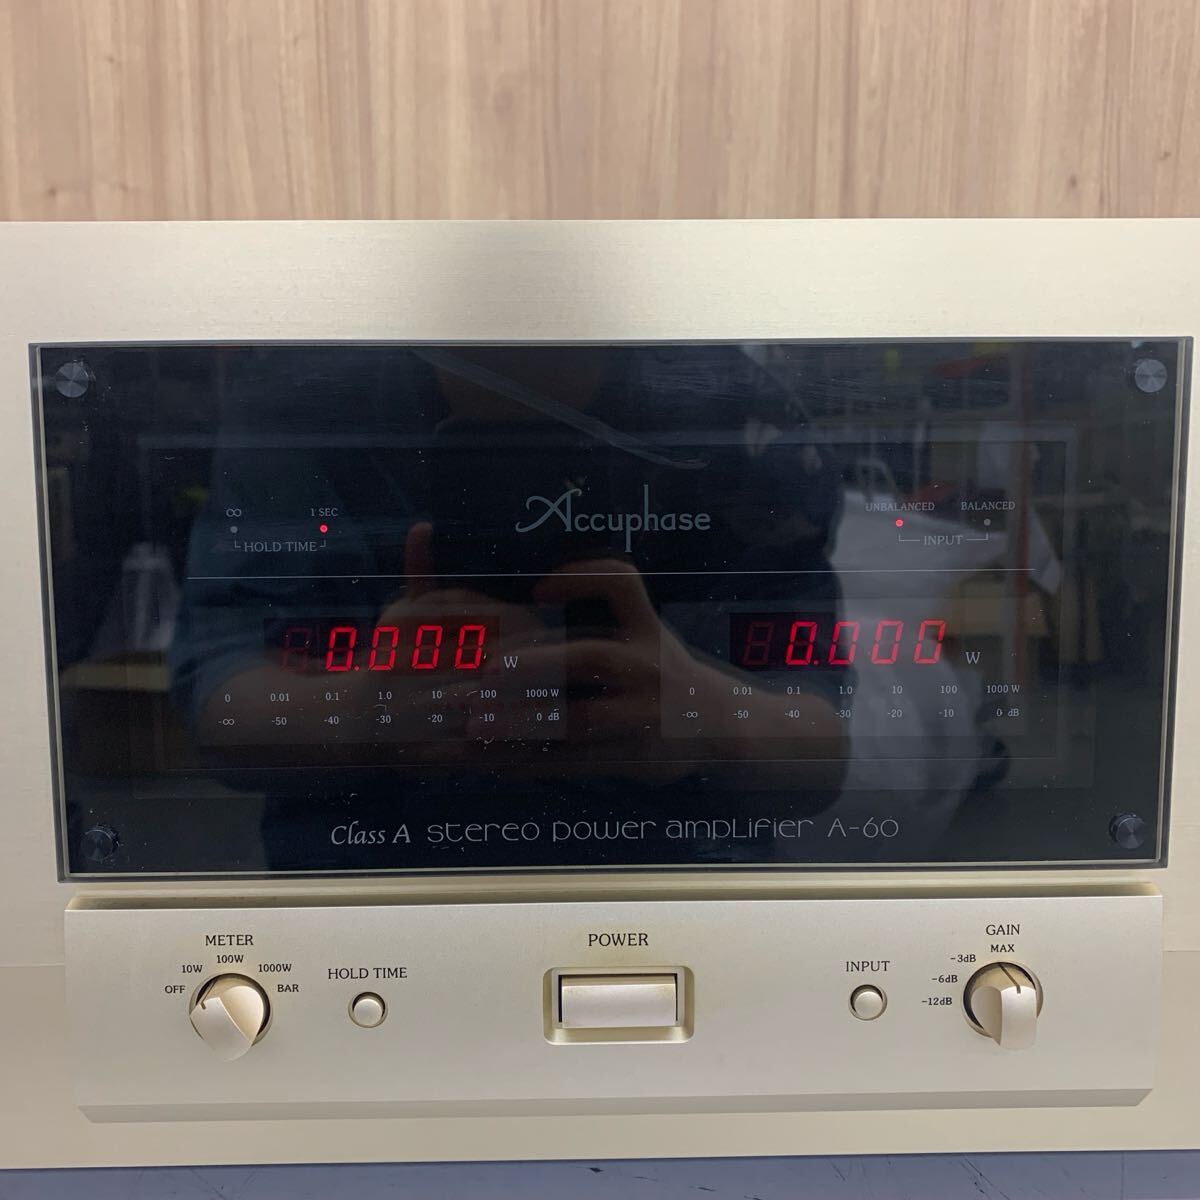 ∞ 1 SEC
HOLD TIME
Accuphase
UNBALANCED BALANCED
INPUT
0.000 W
0.000 W
0 0.01 0.1 1.0 10 100 1000 W
-∞ -50 -40 -30 -20 -10 0 dB
0 0.01 0.1 1.0 10 100 1000 W
-∞ -50 -40 -30 -20 -10 0 dB
Class A stereo power amplifier A-60
METER
OFF 10W 100W 1000W BAR
HOLD TIME
POWER
INPUT
GAIN
MAX
-3dB
-6dB
-12dB